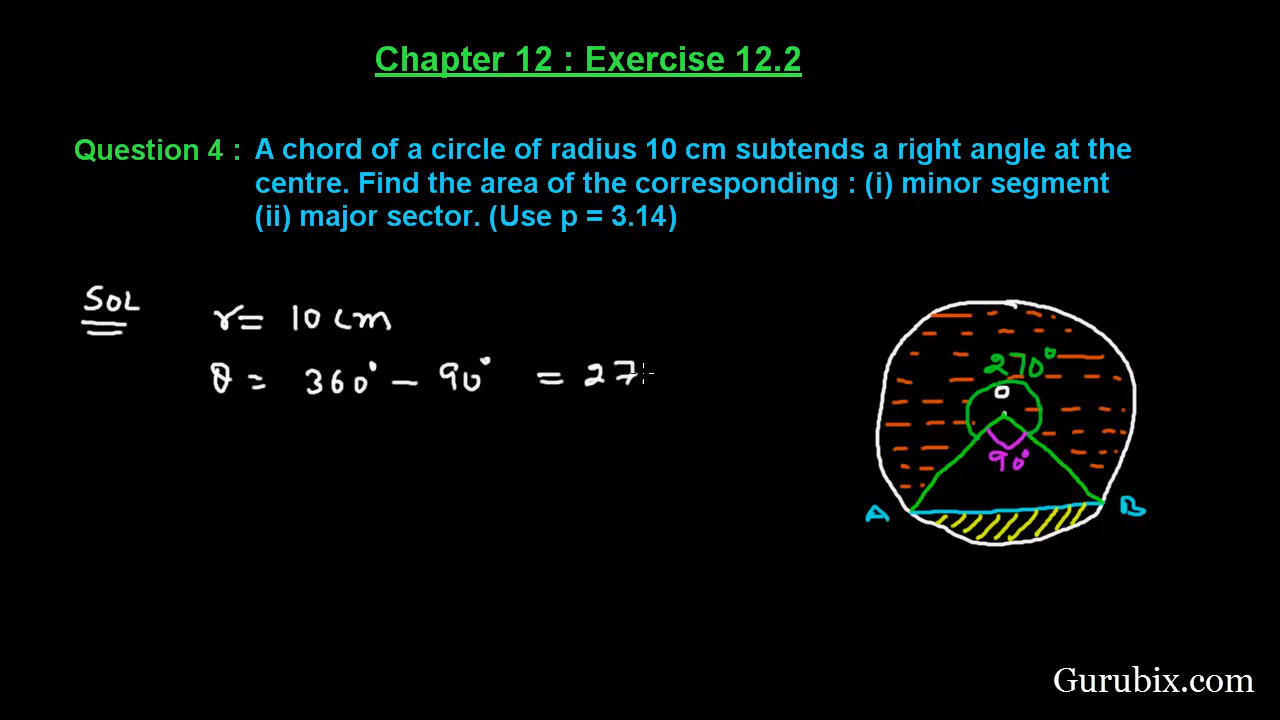 Chapter 12 : Exercise 12.2
Question 4 : A chord of a circle of radius 10 cm subtends a right angle at the
centre. Find the area of the corresponding : (i) minor segment
(ii) major sector. (Use p = 3.14)
SOL
r = 10 cm
θ = 360° - 90° = 27
270°
O
90°
A
B
Gurubix.com